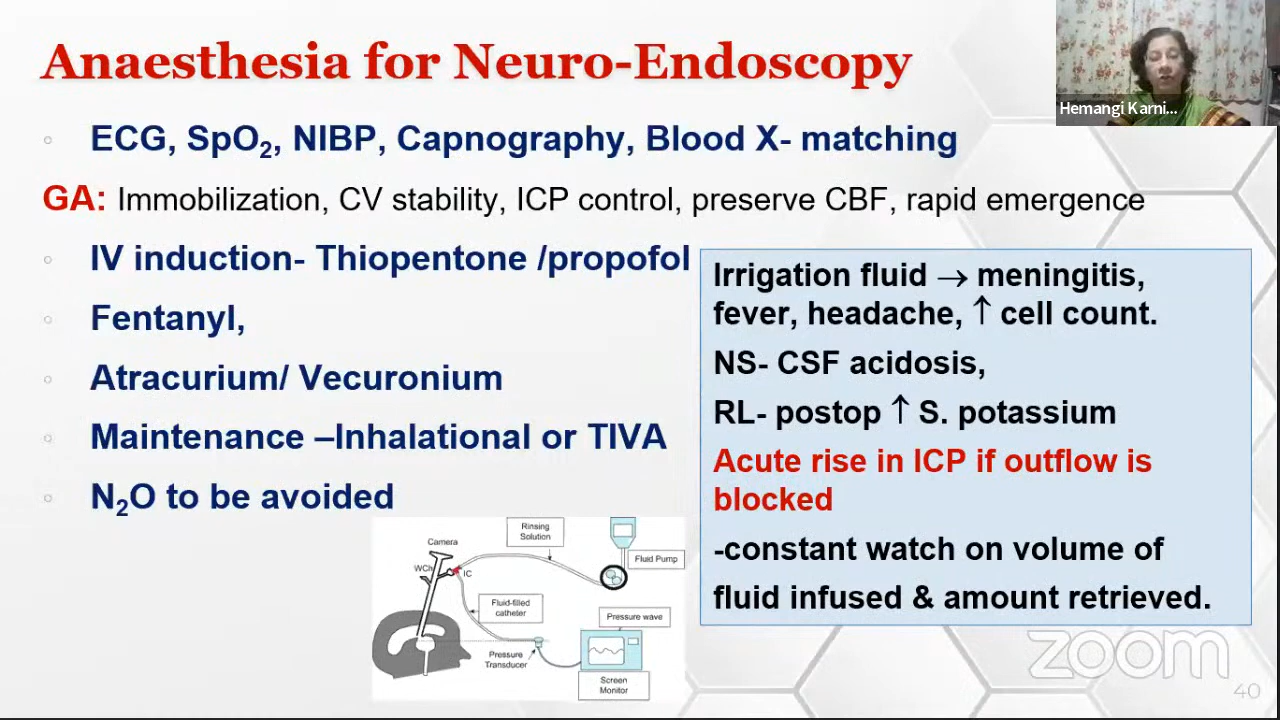 Anaesthesia for Neuro-Endoscopy
Hemangi Karni...
ECG, SpO₂, NIBP, Capnography, Blood X- matching
GA: Immobilization, CV stability, ICP control, preserve CBF, rapid emergence
IV induction- Thiopentone /propofol
Fentanyl,
Atracurium/ Vecuronium
Maintenance –Inhalational or TIVA
N₂O to be avoided
Irrigation fluid → meningitis,
fever, headache, ↑ cell count.
NS- CSF acidosis,
RL- postop ↑ S. potassium
Acute rise in ICP if outflow is
blocked
-constant watch on volume of
fluid infused & amount retrieved.
Rinsing
Solution
Camera
Fluid Pump
WCh
IC
Fluid-filled
catheter
Pressure wave
Pressure
Transducer
Screen
Monitor
zoom
40